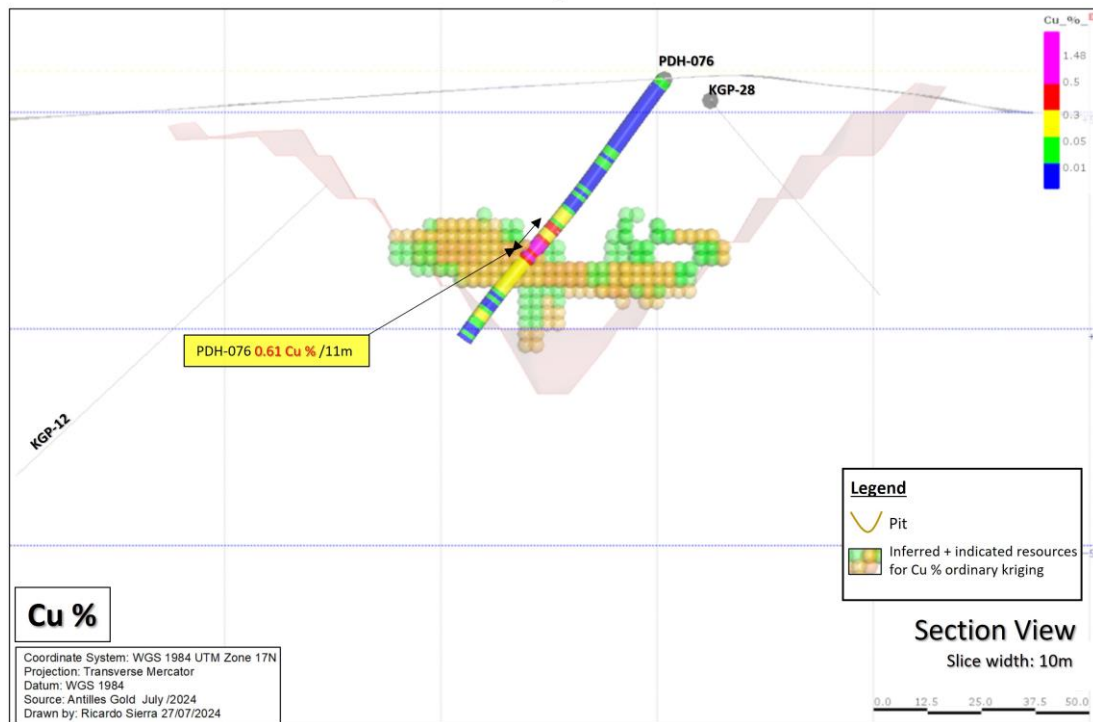 Cu_%_
1.48
0.5
0.3
0.05
0.01
PDH-076
KGP-28
PDH-076 0.61 Cu % /11m
KGP-12
Legend
Pit
Inferred + indicated resources
for Cu % ordinary kriging
Cu %
Section View
Slice width: 10m
Coordinate System: WGS 1984 UTM Zone 17N
Projection: Transverse Mercator
Datum: WGS 1984
Source: Antilles Gold July /2024
Drawn by: Ricardo Sierra 27/07/2024
0.0 12.5 25.0 37.5 50.0